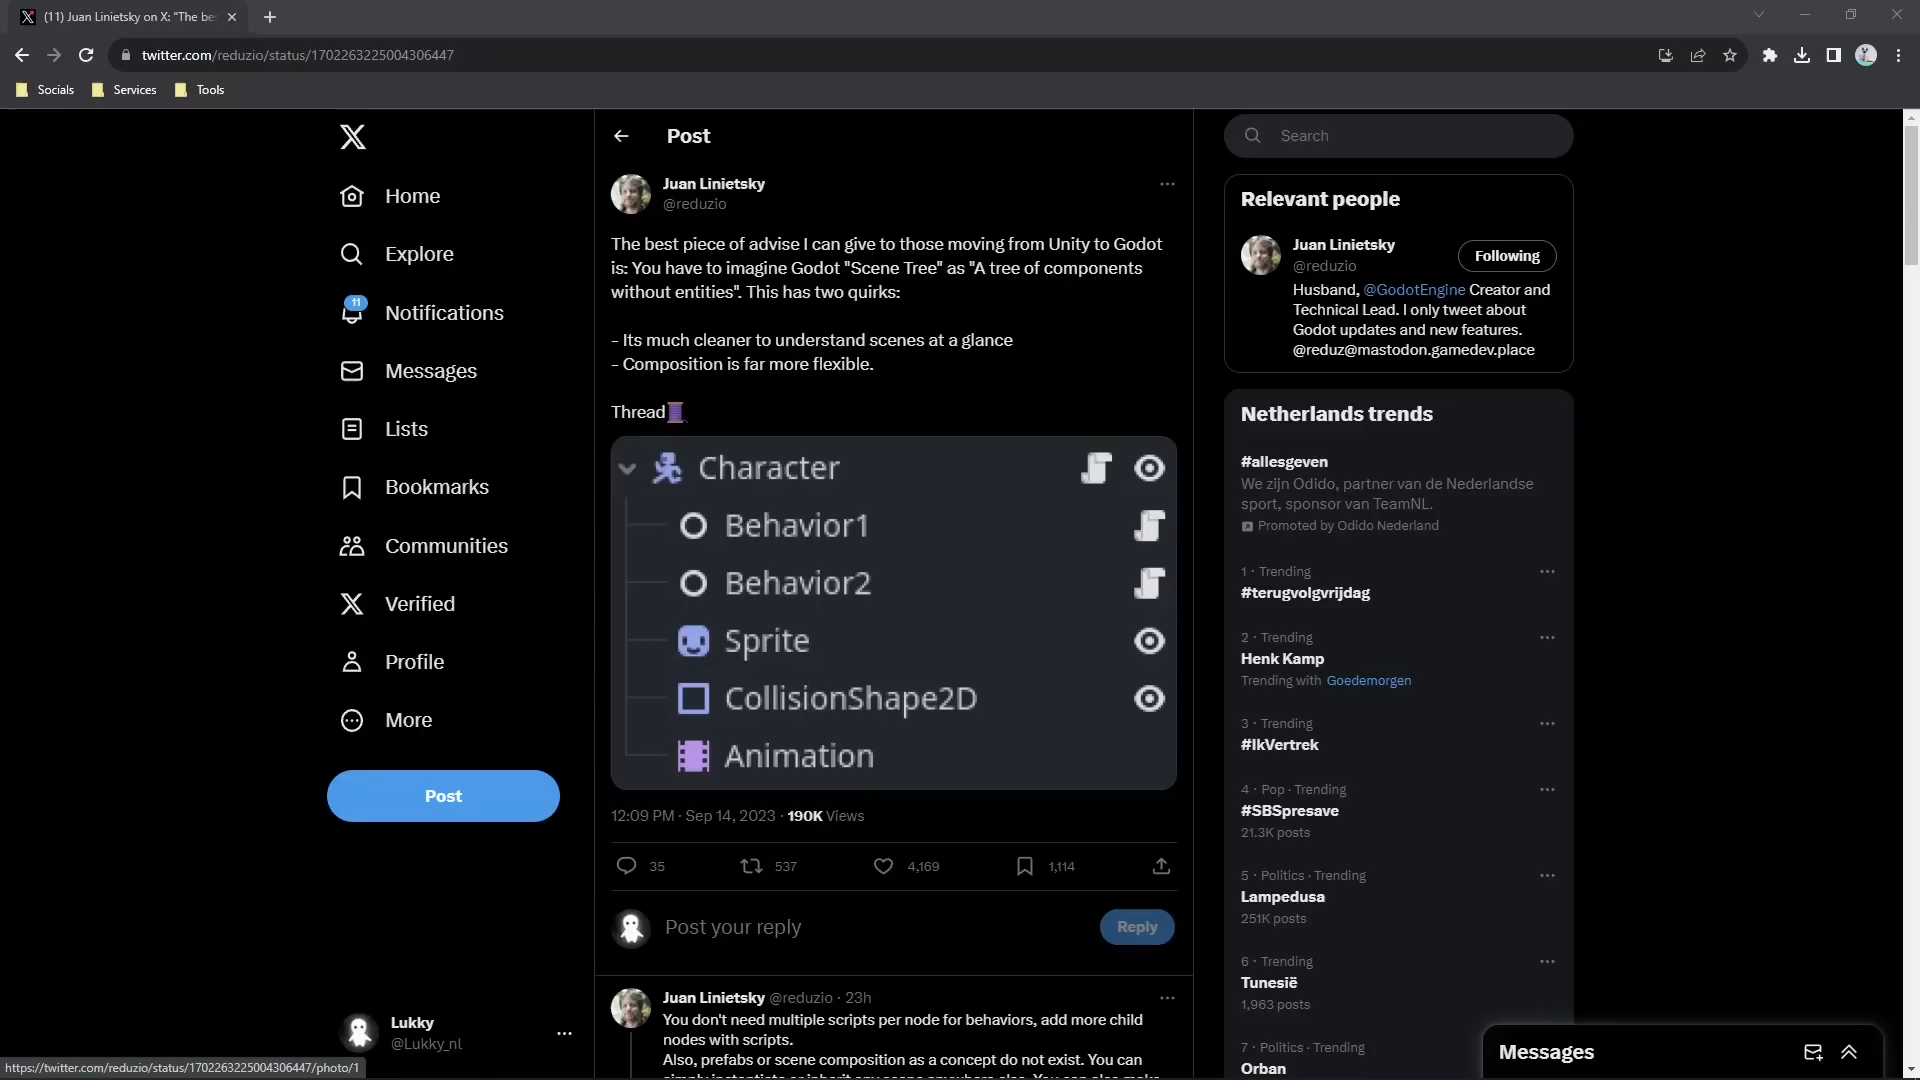 (11) Juan Linietsky on X: "The bes
twitter.com/reduzio/status/1702263225004306447
Socials
Services
Tools
Home
Explore
11
Notifications
Messages
Lists
Bookmarks
Communities
Verified
Profile
More
Post
Lukky
@Lukky_nl
https://twitter.com/reduzio/status/1702263225004306447/photo/1
Post
Juan Linietsky
@reduzio
The best piece of advise I can give to those moving from Unity to Godot
is: You have to imagine Godot "Scene Tree" as "A tree of components
without entities". This has two quirks:
- Its much cleaner to understand scenes at a glance
- Composition is far more flexible.
Thread
Character
Behavior1
Behavior2
Sprite
CollisionShape2D
Animation
12:09 PM · Sep 14, 2023 · 190K Views
35
537
4,169
1,114
Post your reply
Reply
Juan Linietsky @reduzio · 23h
You don't need multiple scripts per node for behaviors, add more child
nodes with scripts.
Also, prefabs or scene composition as a concept do not exist. You can
Search
Relevant people
Juan Linietsky
@reduzio
Following
Husband, @GodotEngine Creator and
Technical Lead. I only tweet about
Godot updates and new features.
@reduz@mastodon.gamedev.place
Netherlands trends
#allesgeven
We zijn Odido, partner van de Nederlandse
sport, sponsor van TeamNL.
Promoted by Odido Nederland
1 · Trending
#terugvolgvrijdag
2 · Trending
Henk Kamp
Trending with Goedemorgen
3 · Trending
#IkVertrek
4 · Pop · Trending
#SBSpresave
21.3K posts
5 · Politics · Trending
Lampedusa
251K posts
6 · Trending
Tunesië
1,963 posts
7 · Politics · Trending
Orban
Messages